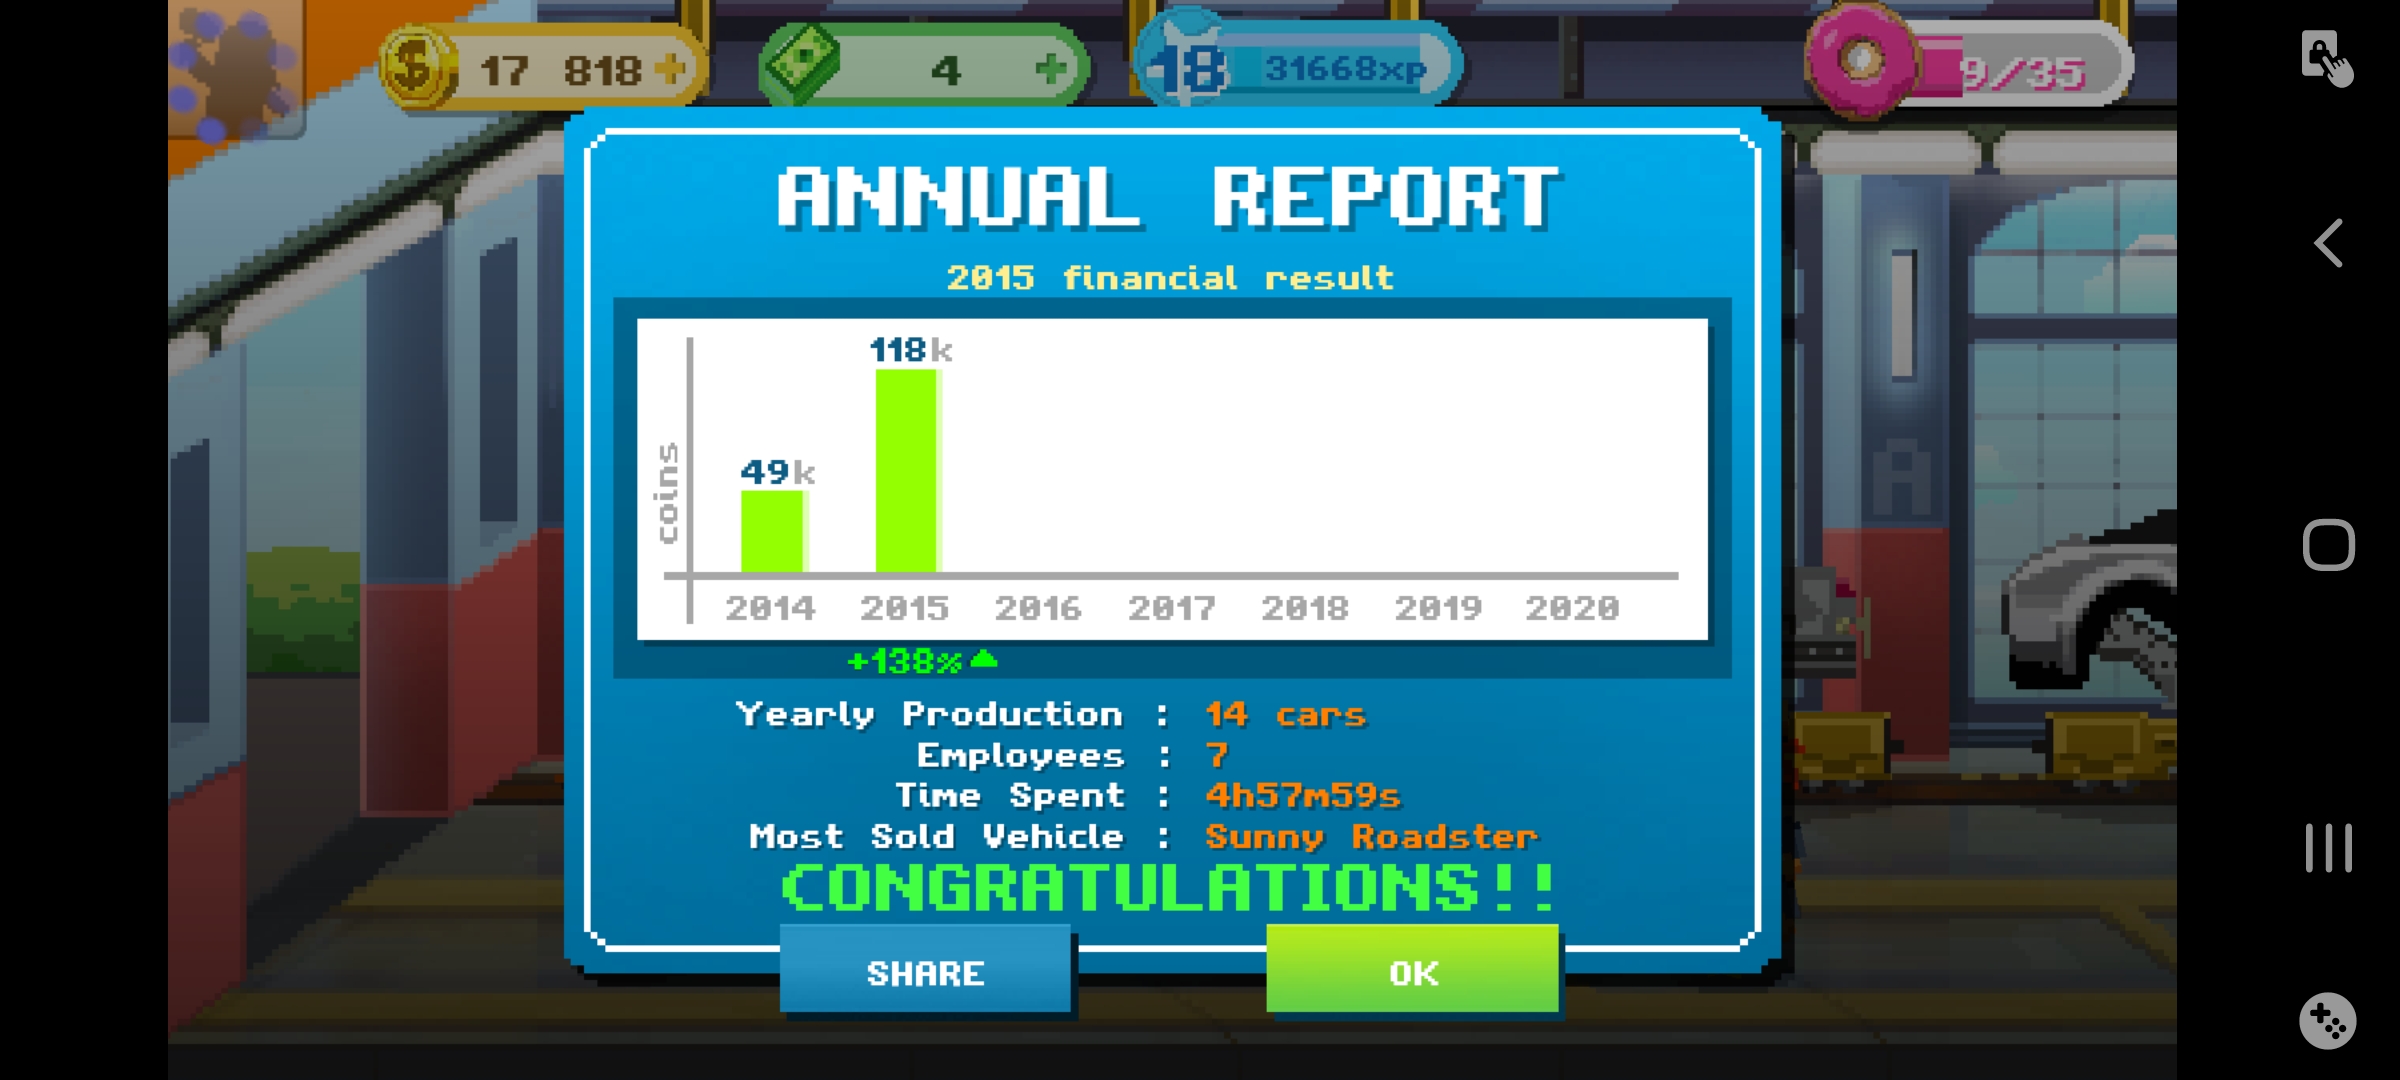 17 818 +
4 +
18 31668xp
9/35
ANNUAL REPORT
2015 financial result
118k
49k
coins
2014 2015 2016 2017 2018 2019 2020
+138%
Yearly Production : 14 cars
Employees : 7
Time Spent : 4h57m59s
Most Sold Vehicle : Sunny Roadster
CONGRATULATIONS!!
SHARE OK
A